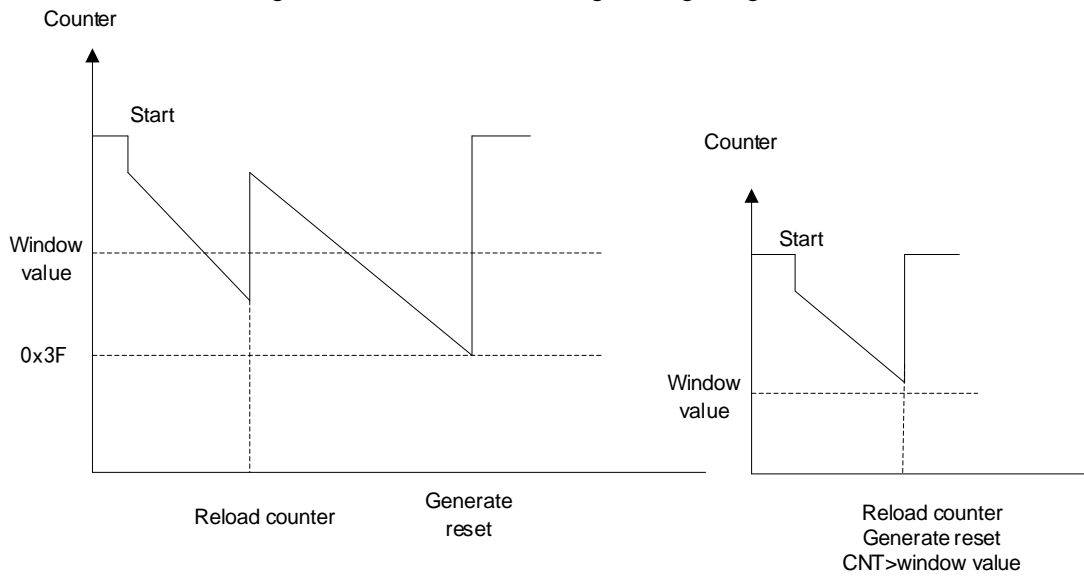 Counter
Start
Window
value
0x3F
Reload counter
Generate
reset
Counter
Start
Window
value
Reload counter
Generate reset
CNT>window value